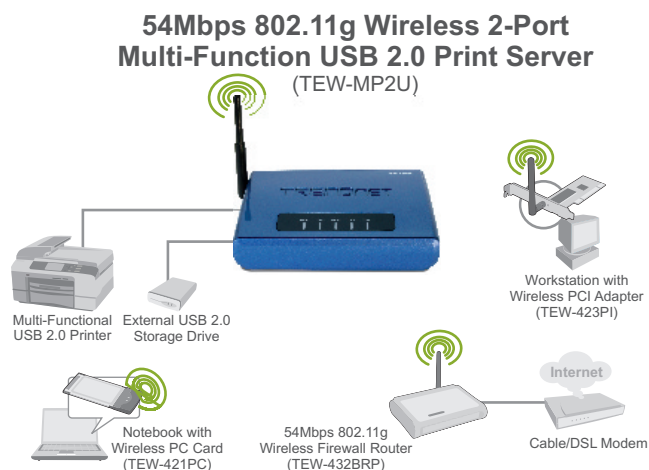 54Mbps 802.11g Wireless 2-Port
Multi-Function USB 2.0 Print Server
(TEW-MP2U)
TRENDNET
Multi-Functional
USB 2.0 Printer
External USB 2.0
Storage Drive
Workstation with
Wireless PCI Adapter
(TEW-423PI)
Notebook with
Wireless PC Card
(TEW-421PC)
54Mbps 802.11g
Wireless Firewall Router
(TEW-432BRP)
Internet
Cable/DSL Modem